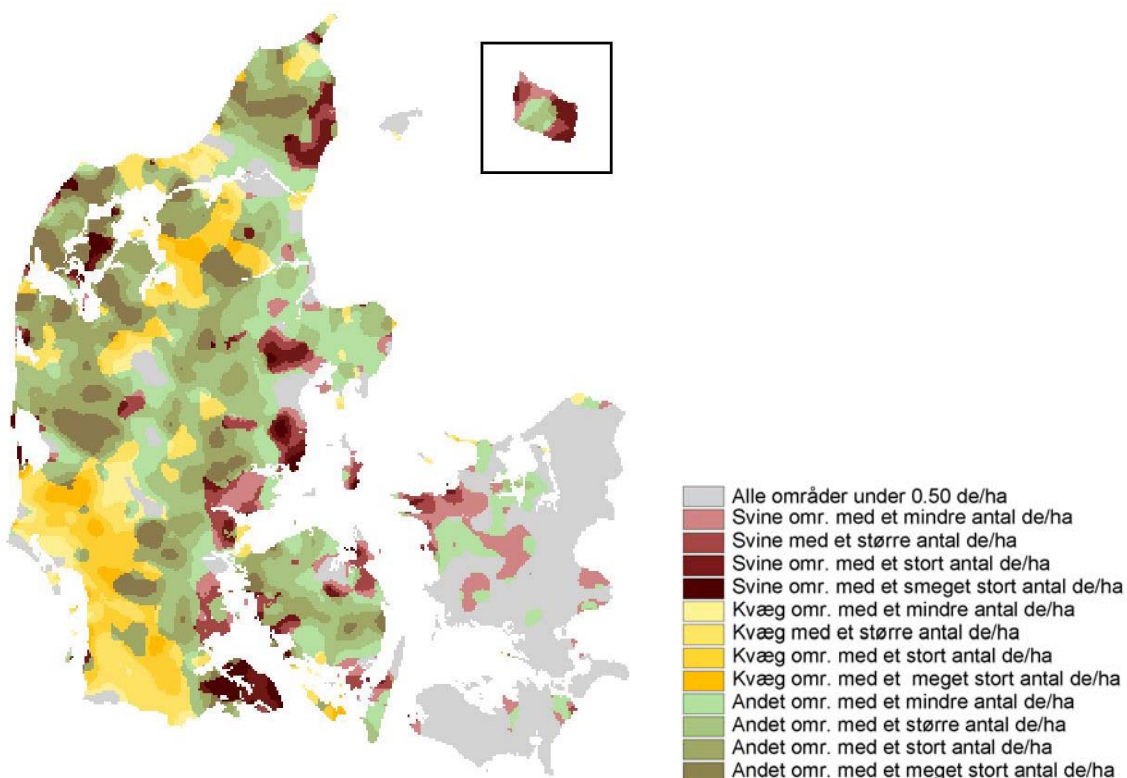 Alle områder under 0.50 de/ha
Svine omr. med et mindre antal de/ha
Svine med et større antal de/ha
Svine omr. med et stort antal de/ha
Svine omr. med et smeget stort antal de/ha
Kvæg omr. med et mindre antal de/ha
Kvæg med et større antal de/ha
Kvæg omr. med et stort antal de/ha
Kvæg omr. med et  meget stort antal de/ha
Andet omr. med et mindre antal de/ha
Andet omr. med et større antal de/ha
Andet omr. med et stort antal de/ha
Andet omr. med et meget stort antal de/ha